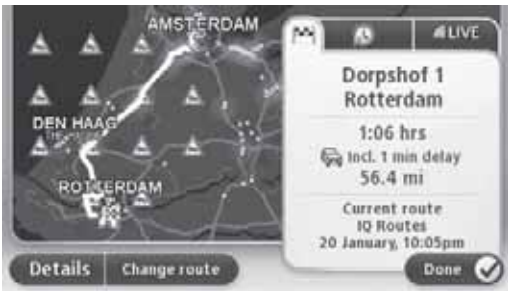 AMSTERDAM
DEN HAAG
ROTTERDAM
LIVE
Dorpshof 1
Rotterdam
1:06 hrs
Incl. 1 min delay
56.4 mi
Current route
IQ Routes
20 January, 10:05pm
Details
Change route
Done